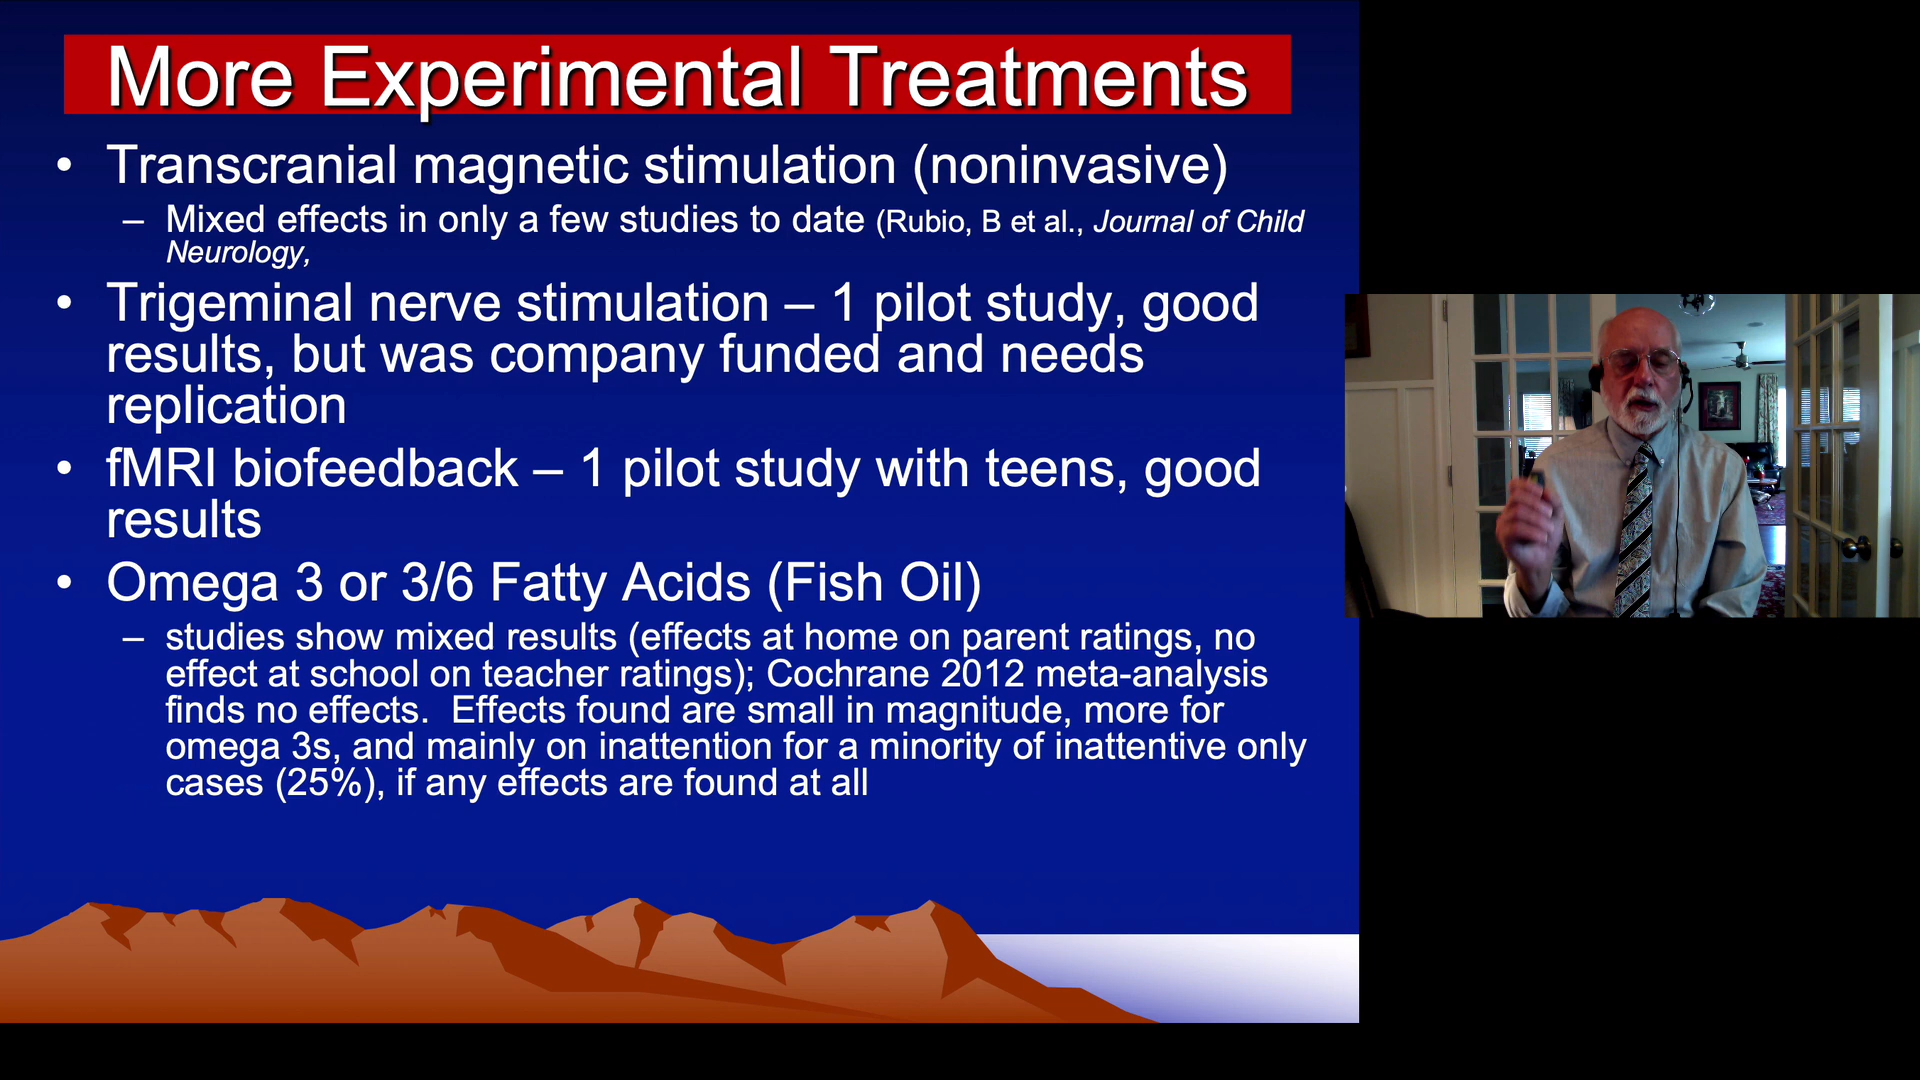 More Experimental Treatments
• Transcranial magnetic stimulation (noninvasive)
– Mixed effects in only a few studies to date (Rubio, B et al., Journal of Child
Neurology,
• Trigeminal nerve stimulation – 1 pilot study, good
results, but was company funded and needs
replication
• fMRI biofeedback – 1 pilot study with teens, good
results
• Omega 3 or 3/6 Fatty Acids (Fish Oil)
– studies show mixed results (effects at home on parent ratings, no
effect at school on teacher ratings); Cochrane 2012 meta-analysis
finds no effects.  Effects found are small in magnitude, more for
omega 3s, and mainly on inattention for a minority of inattentive only
cases (25%), if any effects are found at all